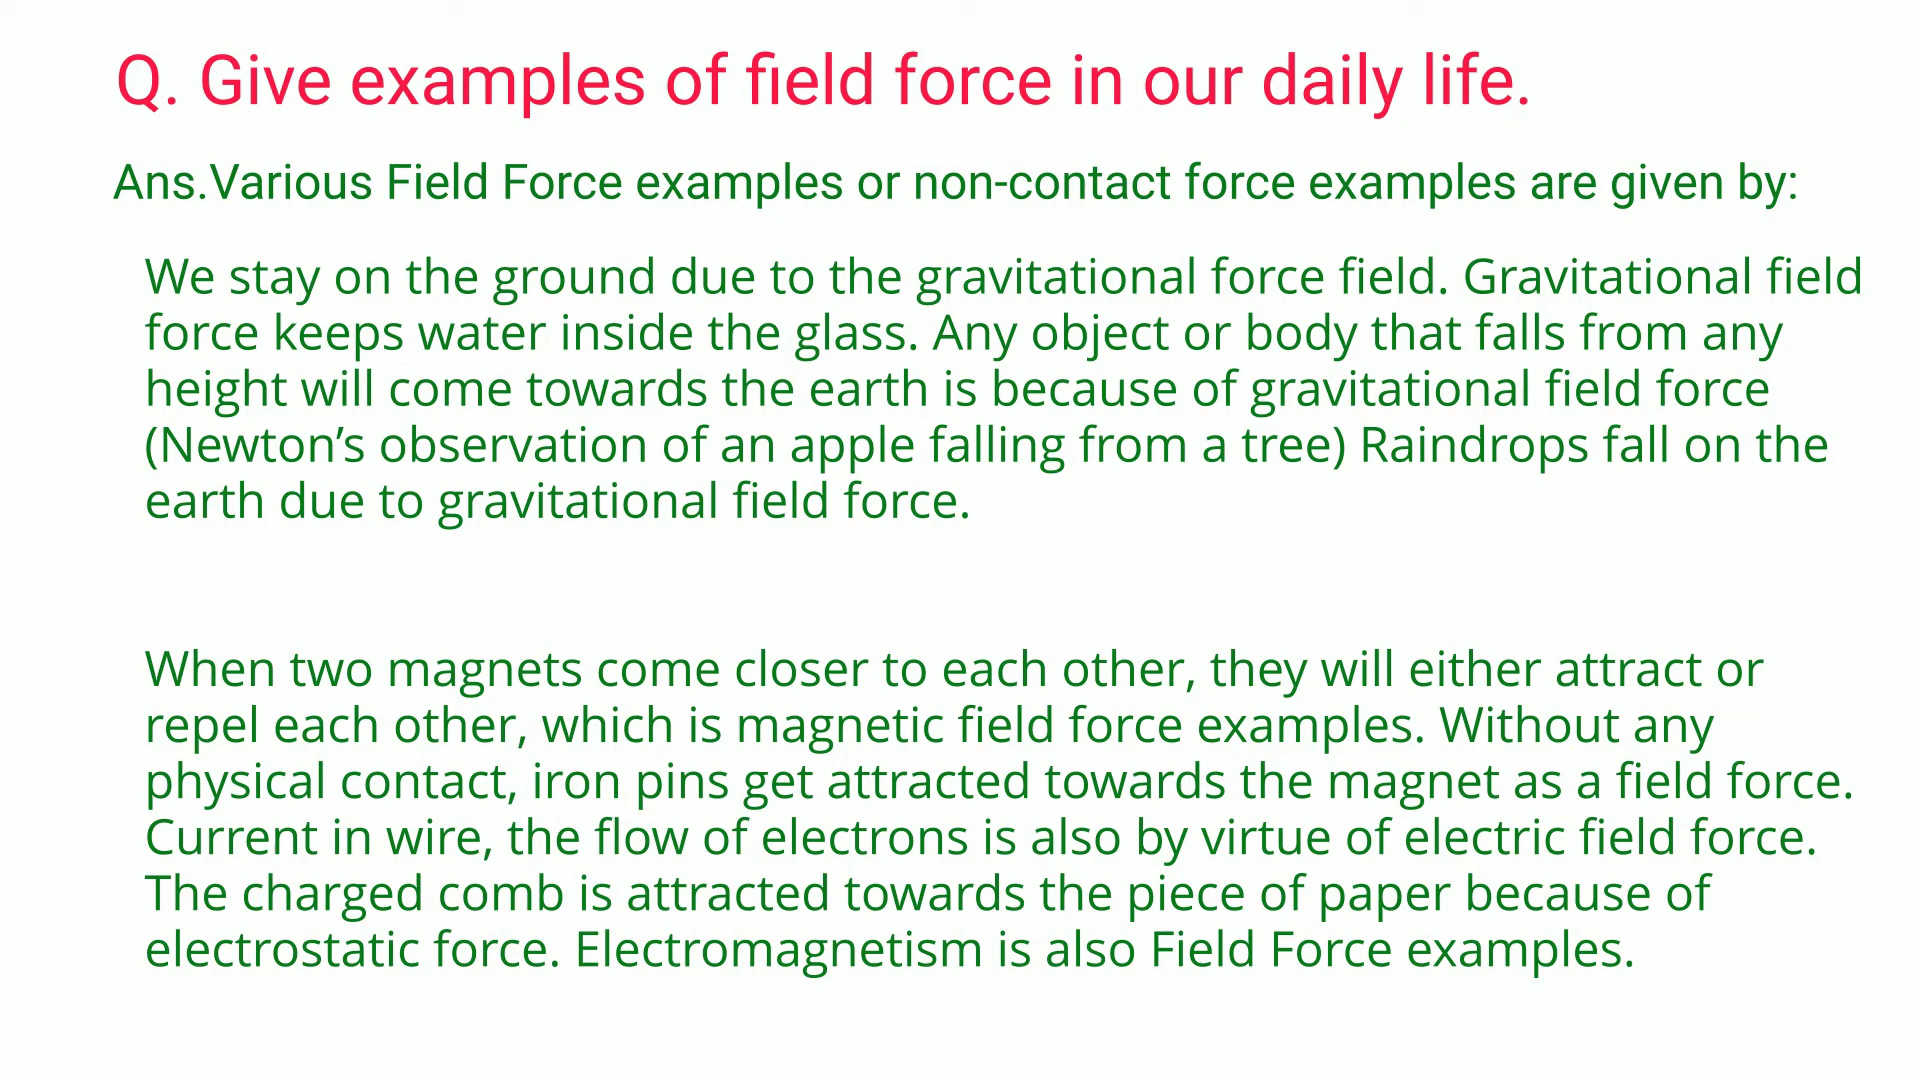 Q. Give examples of field force in our daily life.
Ans.Various Field Force examples or non-contact force examples are given by:
We stay on the ground due to the gravitational force field. Gravitational field
force keeps water inside the glass. Any object or body that falls from any
height will come towards the earth is because of gravitational field force
(Newton’s observation of an apple falling from a tree) Raindrops fall on the
earth due to gravitational field force.
When two magnets come closer to each other, they will either attract or
repel each other, which is magnetic field force examples. Without any
physical contact, iron pins get attracted towards the magnet as a field force.
Current in wire, the flow of electrons is also by virtue of electric field force.
The charged comb is attracted towards the piece of paper because of
electrostatic force. Electromagnetism is also Field Force examples.